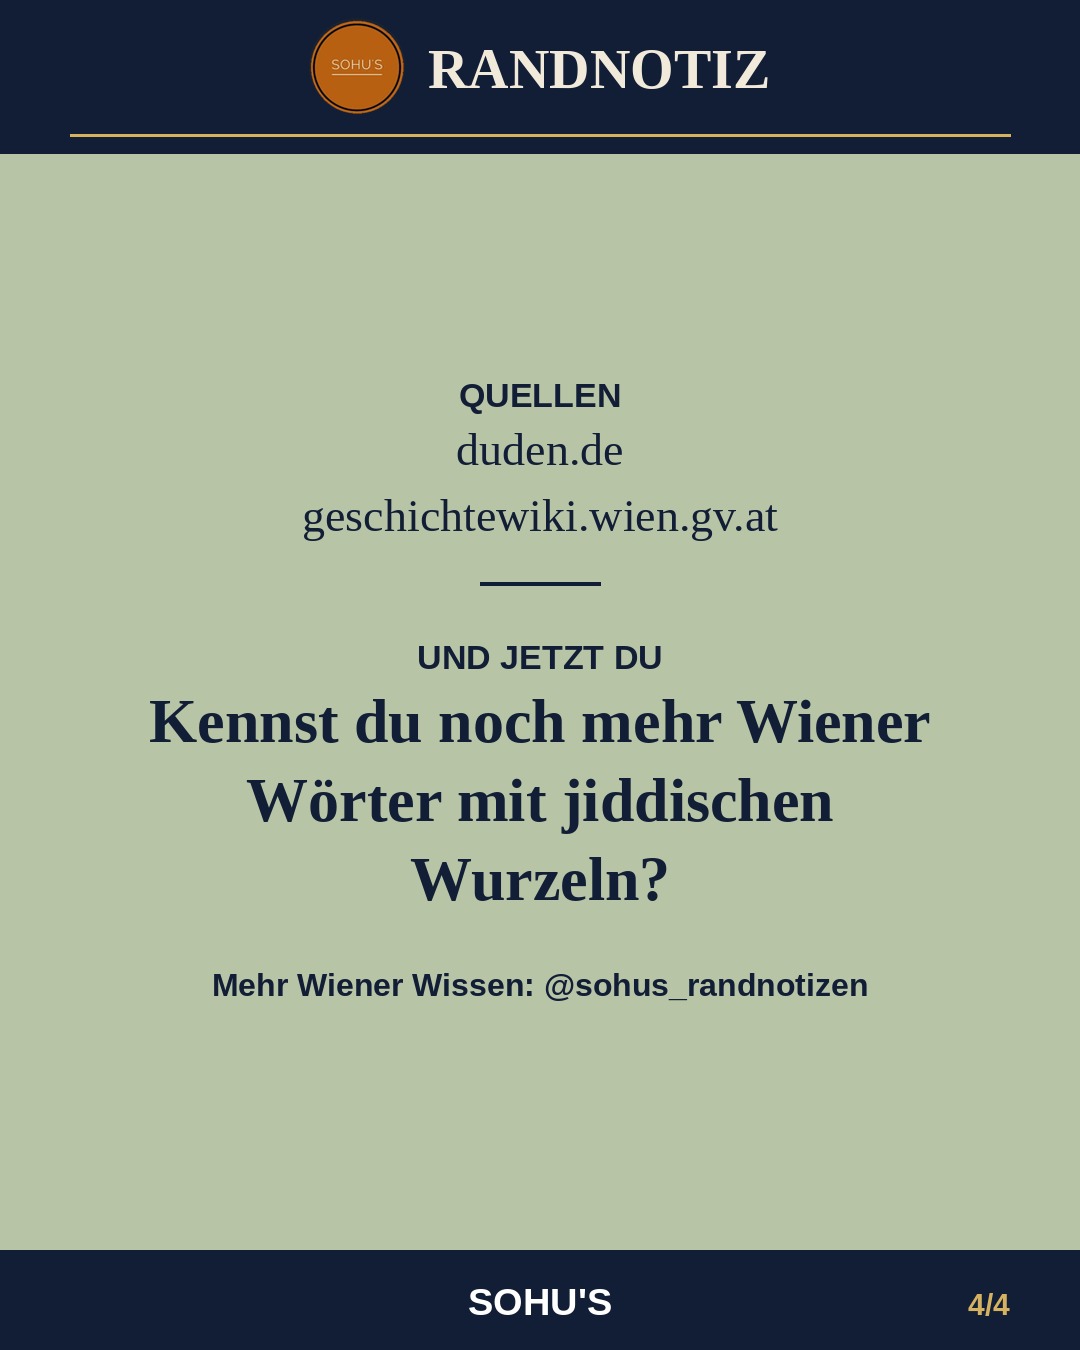 SOHU'S
RANDNOTIZ
QUELLEN
duden.de
geschichtewiki.wien.gv.at
UND JETZT DU
Kennst du noch mehr Wiener
Wörter mit jiddischen
Wurzeln?
Mehr Wiener Wissen: @sohus_randnotizen
SOHU'S
4/4